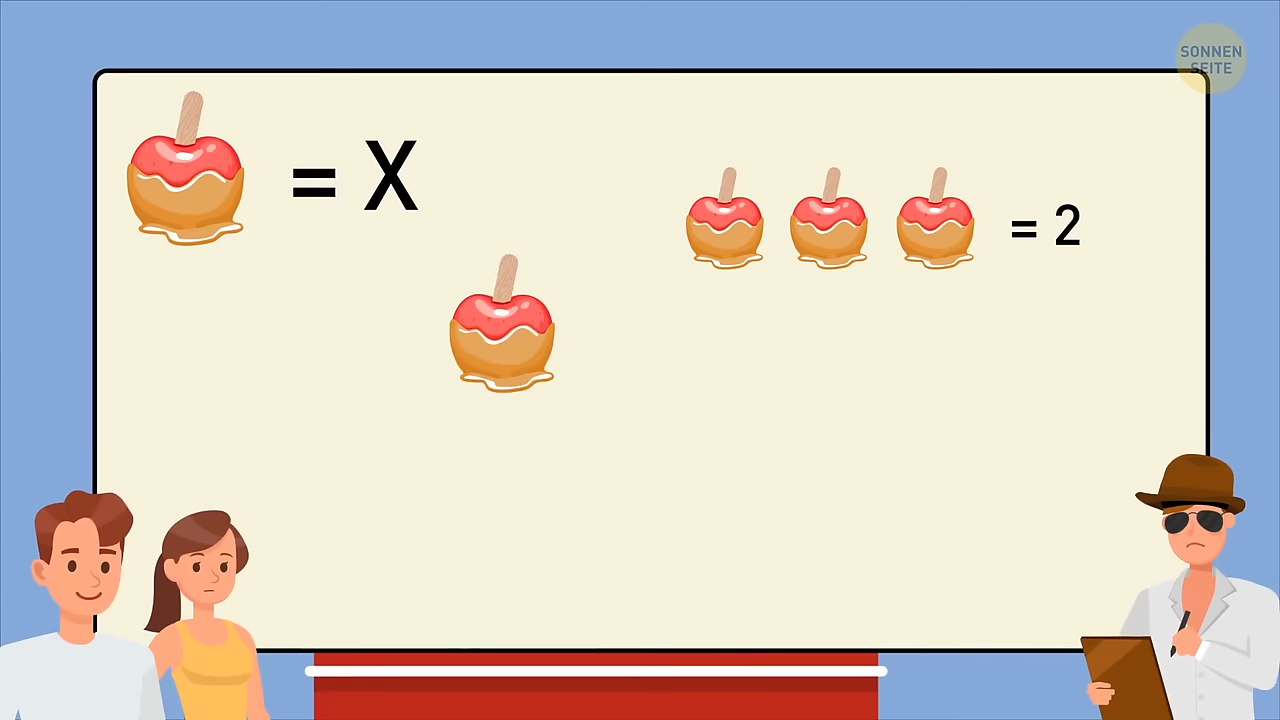 SONNEN
SEITE
= X
= 2